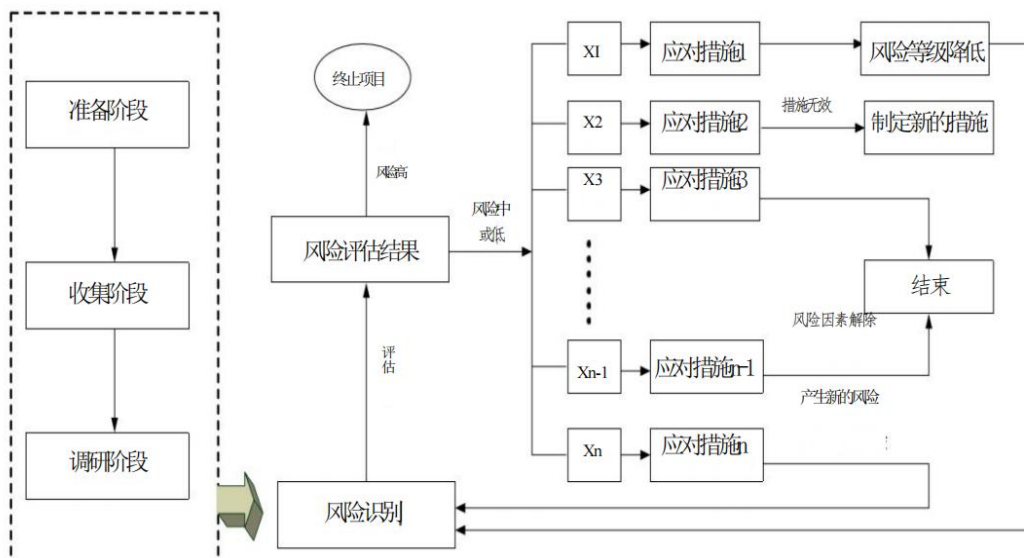 准备阶段
收集阶段
调研阶段
终止项目
风险高
风险评估结果
评
估
风险识别
风险中
或低
X1
应对措施1
风险等级降低
X2
应对措施2
措施无效
制定新的措施
X3
应对措施3
结束
风险因素解除
Xn-1
应对措施n-1
产生新的风险
Xn
应对措施n